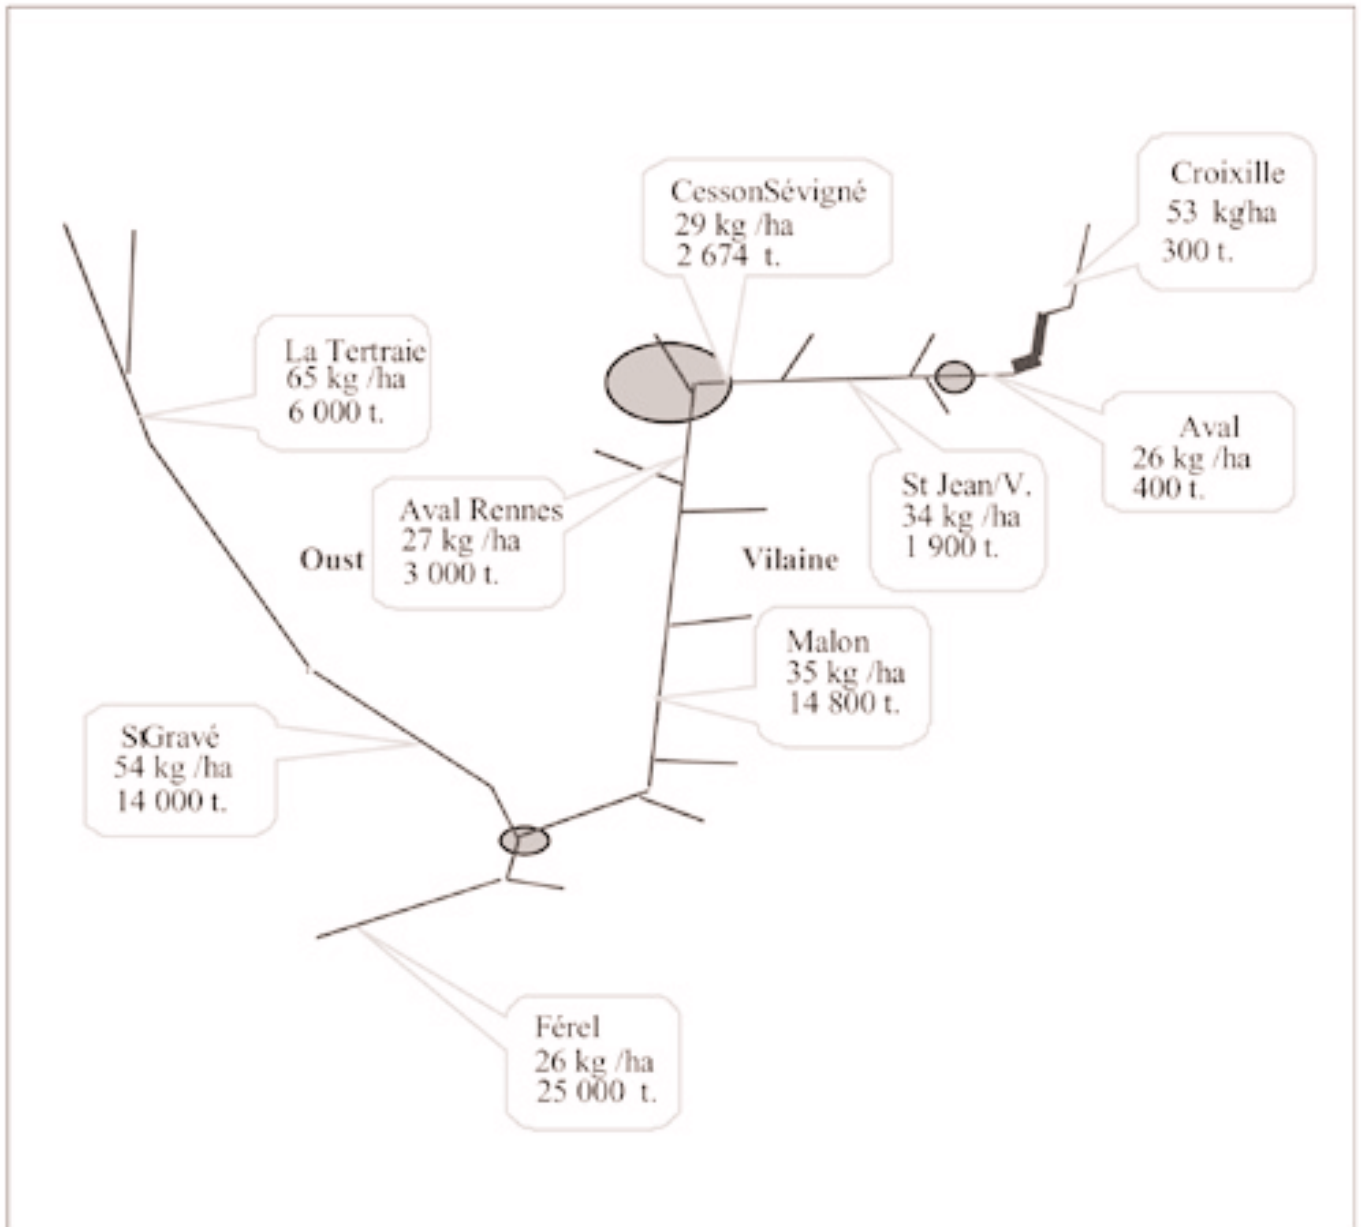 Croixille
53 kg/ha
300 t.
CessonSévigné
29 kg /ha
2 674 t.
La Tertraie
65 kg /ha
6 000 t.
Aval
26 kg /ha
400 t.
St Jean/V.
34 kg /ha
1 900 t.
Aval Rennes
27 kg /ha
3 000 t.
Oust
Vilaine
Malon
35 kg /ha
14 800 t.
StGravé
54 kg /ha
14 000 t.
Férel
26 kg /ha
25 000 t.